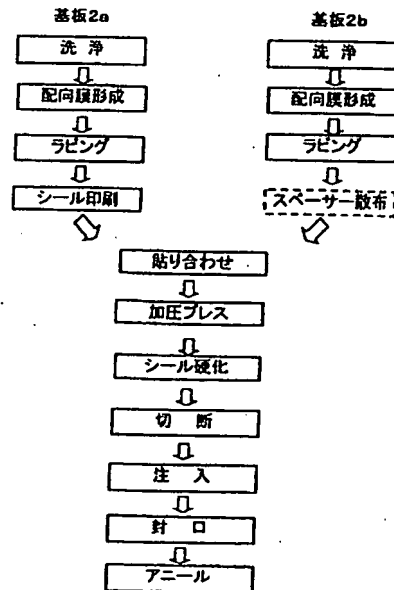 基板2a
洗 浄
配向膜形成
ラビング
シール印刷
基板2b
洗 浄
配向膜形成
ラビング
スペーサー散布
貼り合わせ
加圧プレス
シール硬化
切 断
注 入
封 口
アニール